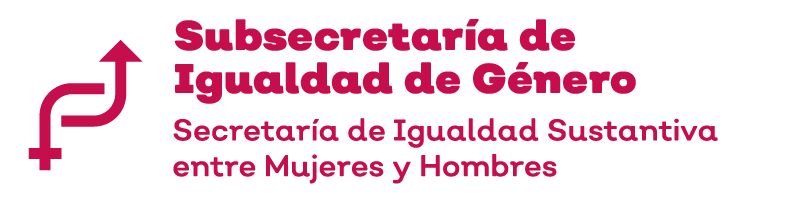 Subsecretaría de
Igualdad de Género
Secretaría de Igualdad Sustantiva
entre Mujeres y Hombres